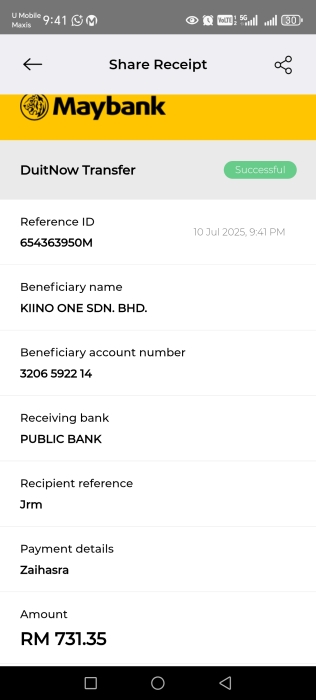 U Mobile
Maxis
9:41
VoLTE
5G
30
Share Receipt
Maybank
DuitNow Transfer
Successful
Reference ID
10 Jul 2025, 9:41 PM
654363950M
Beneficiary name
KIINO ONE SDN. BHD.
Beneficiary account number
3206 5922 14
Receiving bank
PUBLIC BANK
Recipient reference
Jrm
Payment details
Zaihasra
Amount
RM 731.35